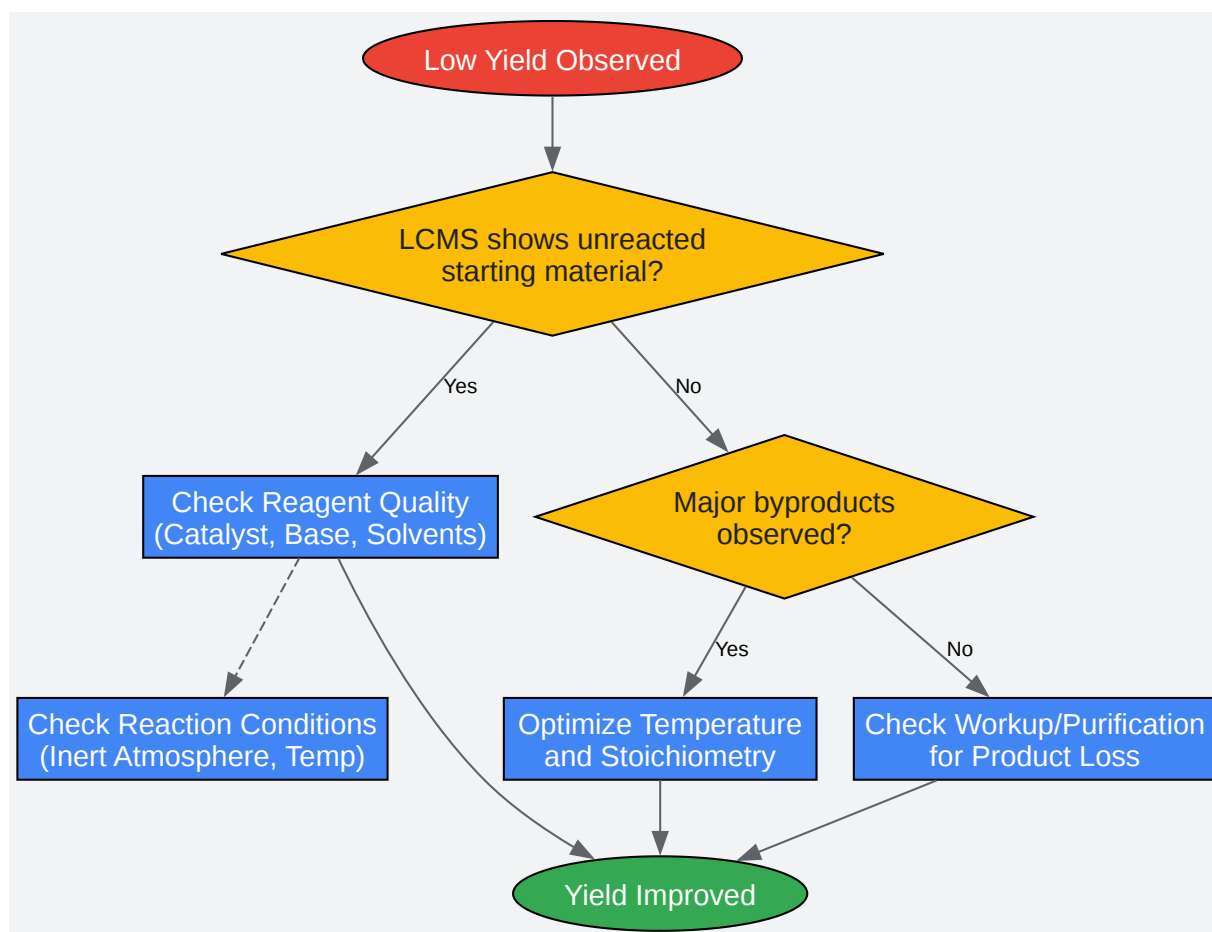 Low Yield Observed
LCMS shows unreacted
starting material?
Yes
No
Check Reagent Quality
(Catalyst, Base, Solvents)
Major byproducts
observed?
Yes
No
Check Reaction Conditions
(Inert Atmosphere, Temp)
Optimize Temperature
and Stoichiometry
Check Workup/Purification
for Product Loss
Yield Improved